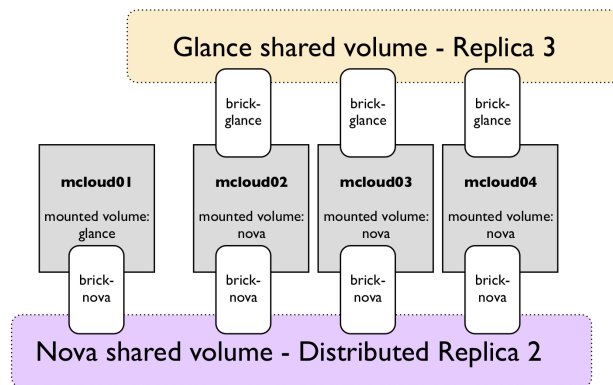 Glance shared volume - Replica 3
brick-
glance
brick-
glance
brick-
glance
mcloud01
mounted volume:
glance
mcloud02
mounted volume:
nova
mcloud03
mounted volume:
nova
mcloud04
mounted volume:
nova
brick-
nova
brick-
nova
brick-
nova
brick-
nova
Nova shared volume - Distributed Replica 2